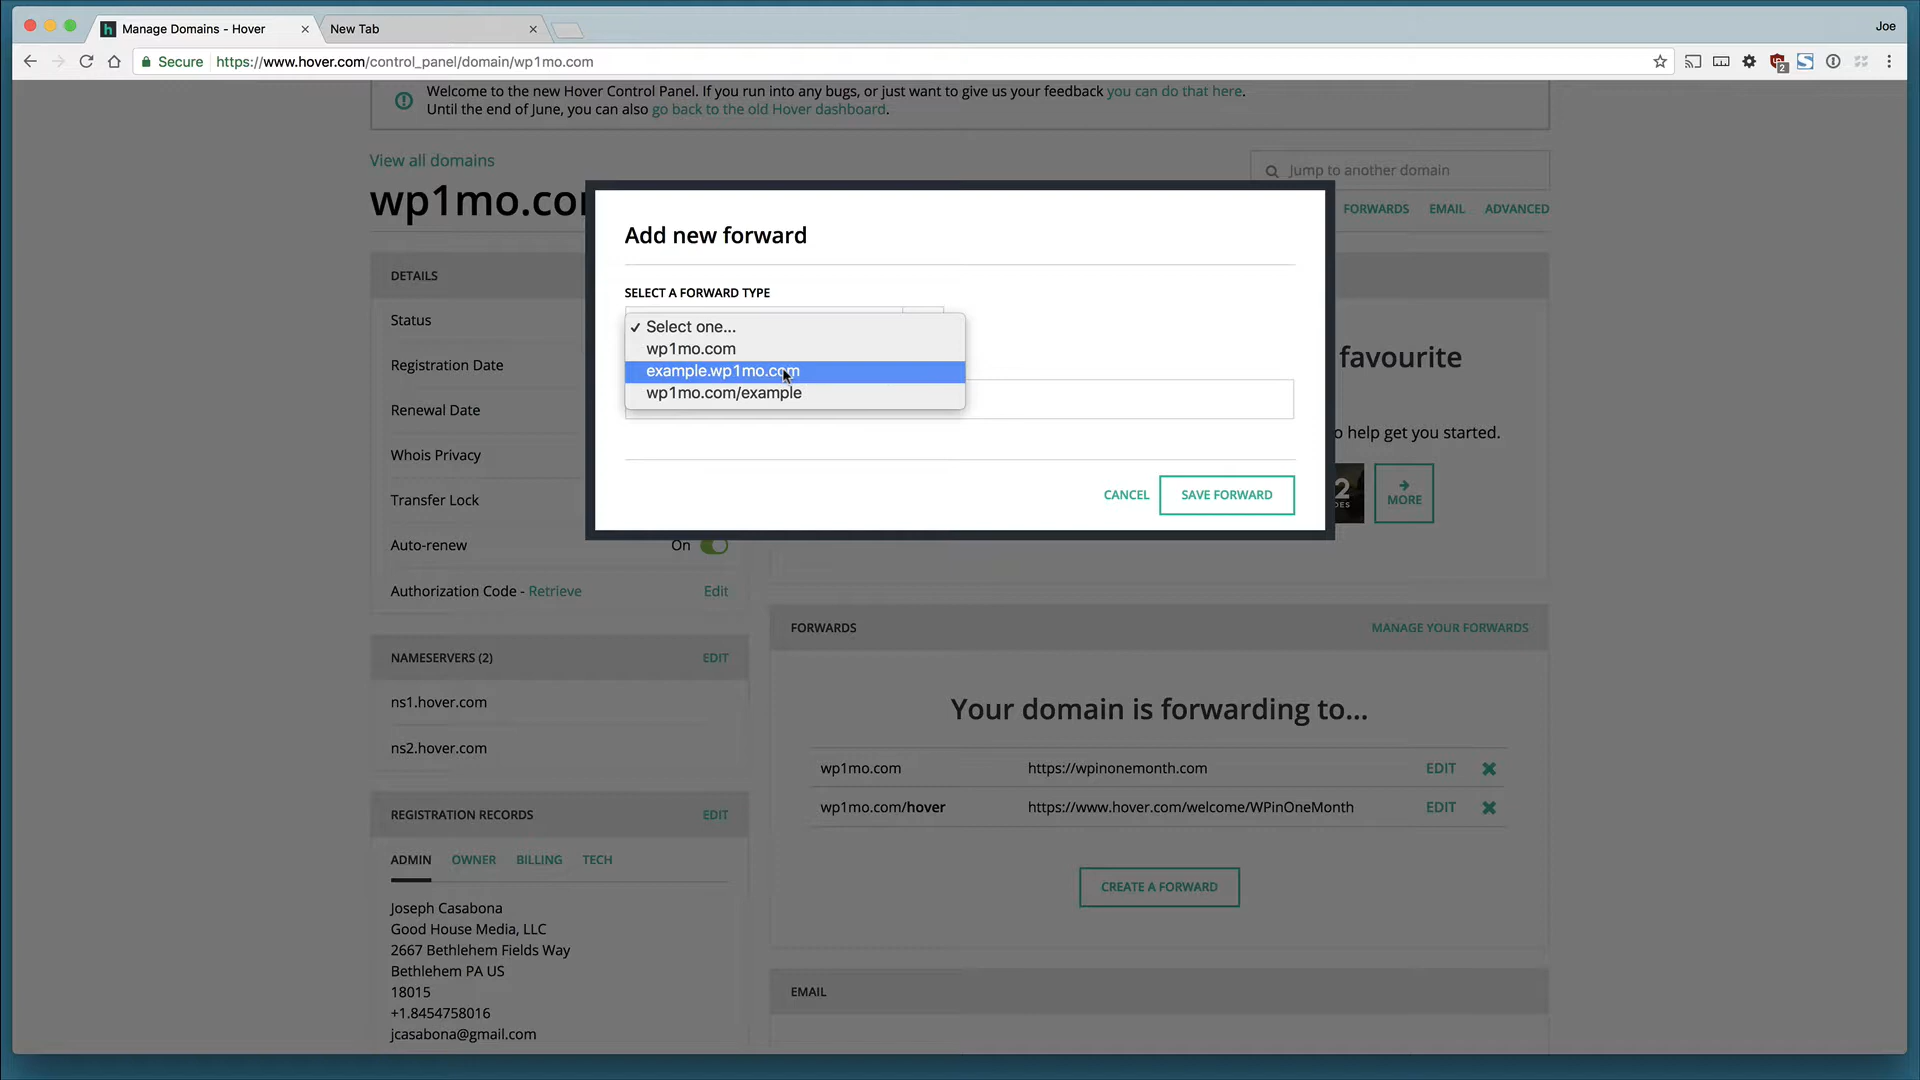 Manage Domains - Hover
New Tab
Joe
Secure https://www.hover.com/control_panel/domain/wp1mo.com
2
Welcome to the new Hover Control Panel. If you run into any bugs, or just want to give us your feedback you can do that here.
Until the end of June, you can also go back to the old Hover dashboard.
View all domains
Jump to another domain
wp1mo.co
FORWARDS
EMAIL
ADVANCED
Add new forward
DETAILS
SELECT A FORWARD TYPE
Status
✓ Select one...
wp1mo.com
example.wp1mo.com
wp1mo.com/example
Registration Date
favourite
Renewal Date
o help get you started.
Whois Privacy
Transfer Lock
CANCEL
SAVE FORWARD
2
DES
MORE
Auto-renew
On
Authorization Code - Retrieve
Edit
FORWARDS
MANAGE YOUR FORWARDS
NAMESERVERS (2)
EDIT
ns1.hover.com
ns2.hover.com
Your domain is forwarding to...
wp1mo.com
https://wpinonemonth.com
EDIT
wp1mo.com/hover
https://www.hover.com/welcome/WPinOneMonth
EDIT
REGISTRATION RECORDS
EDIT
ADMIN
OWNER
BILLING
TECH
CREATE A FORWARD
Joseph Casabona
Good House Media, LLC
2667 Bethlehem Fields Way
Bethlehem PA US
18015
+1.8454758016
jcasabona@gmail.com
EMAIL